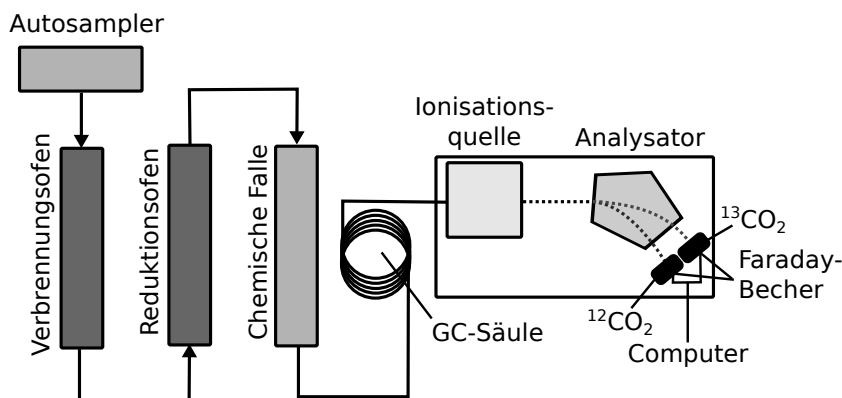 Autosampler
Verbrennungsofen
Reduktionsofen
Chemische Falle
GC-Säule
Ionisations-
quelle
Analysator
¹³CO₂
Faraday-
Becher
¹²CO₂
Computer